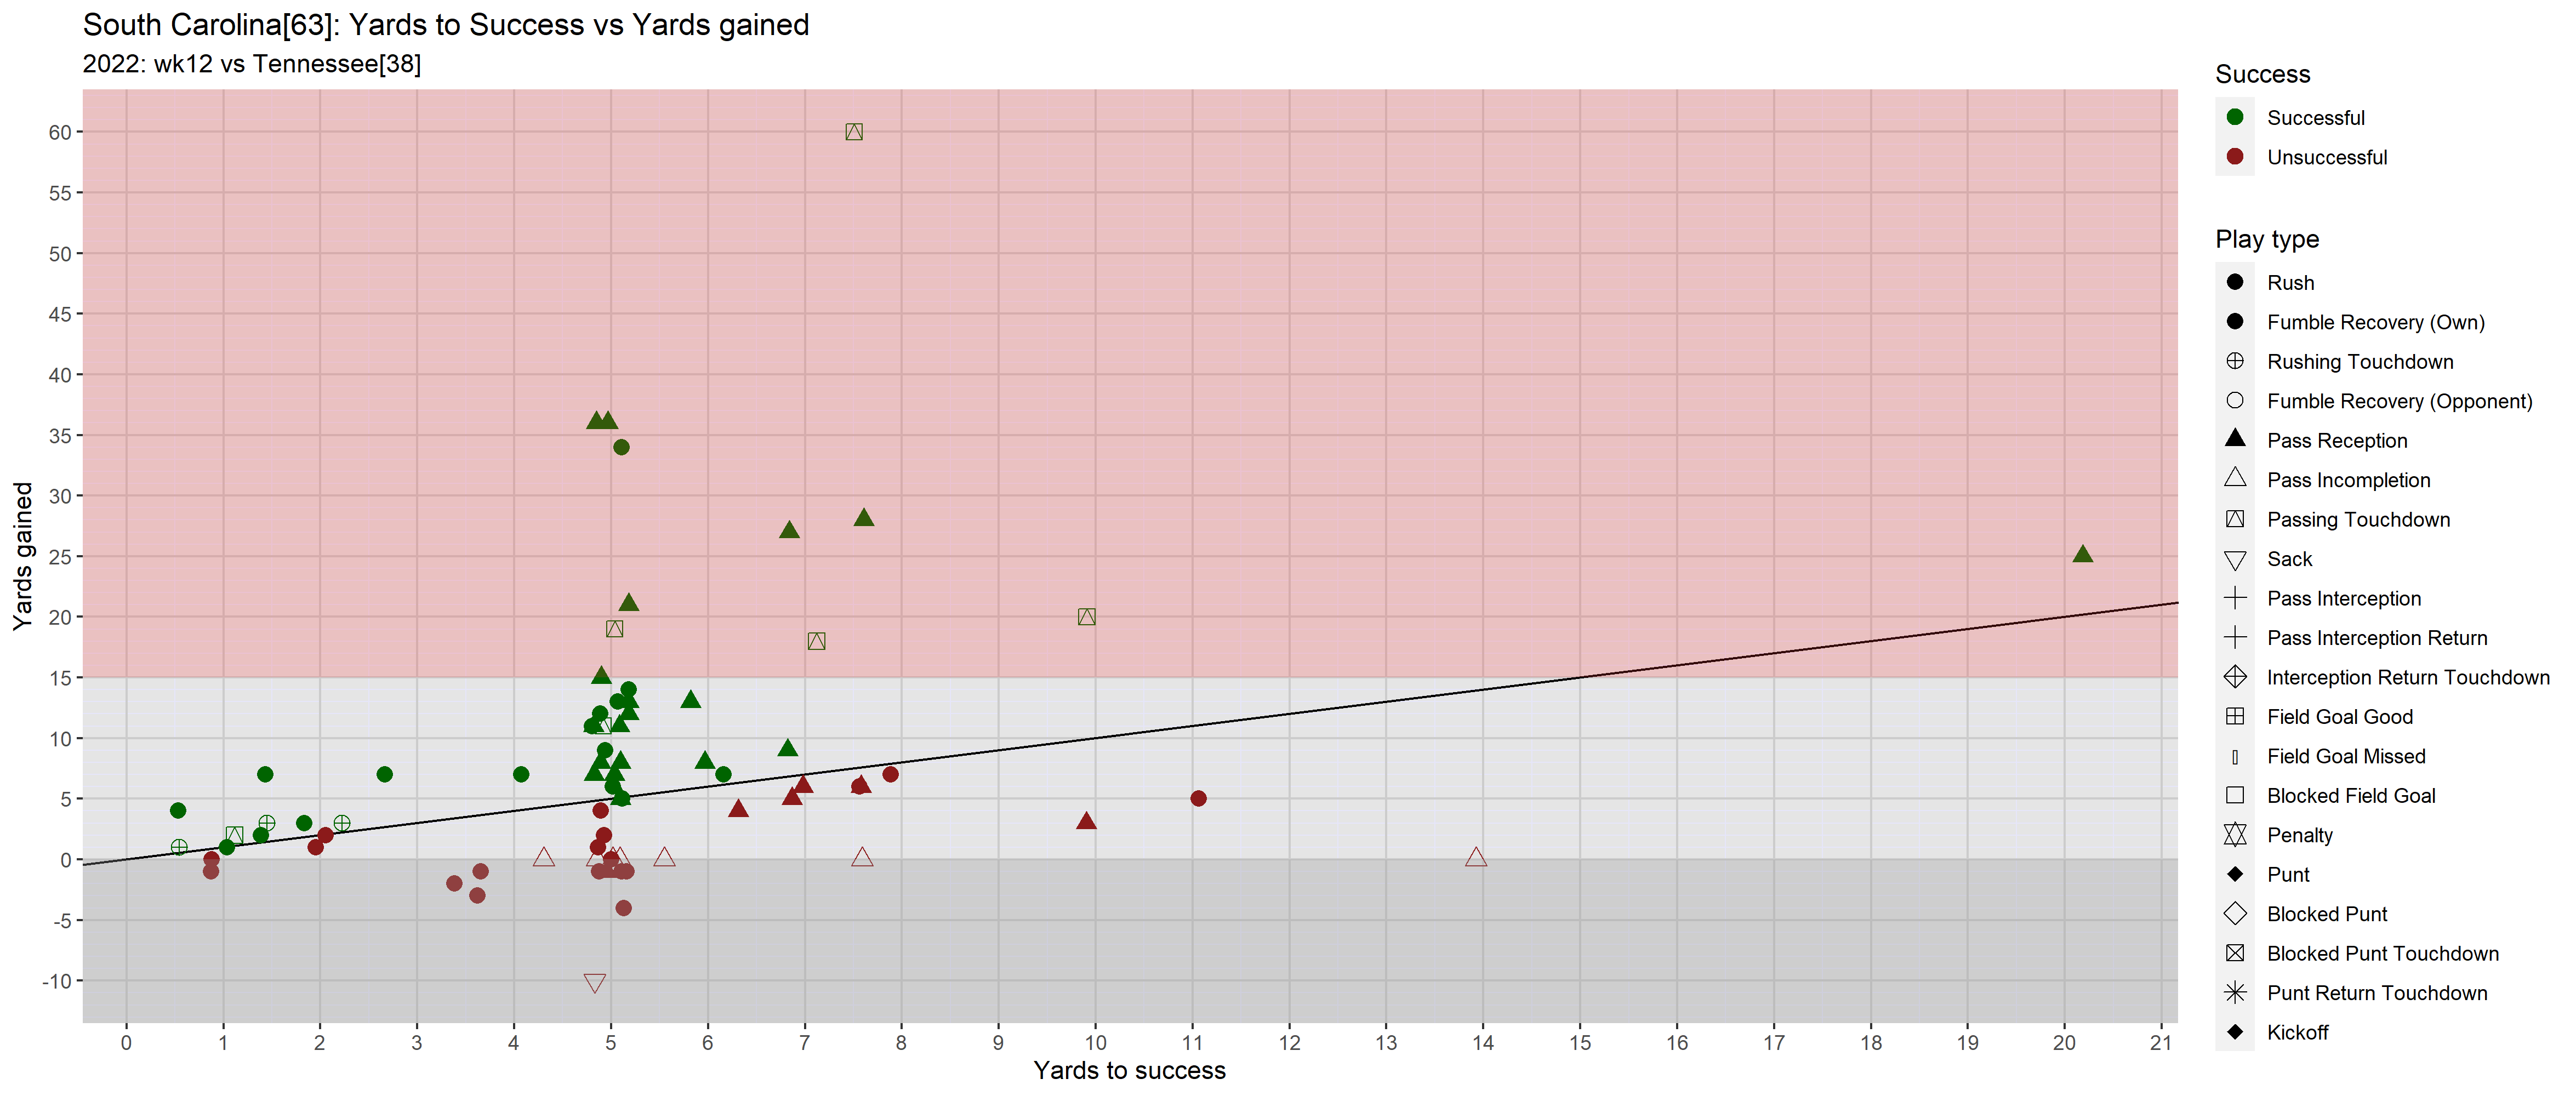 South Carolina[63]: Yards to Success vs Yards gained
2022: wk12 vs Tennessee[38]
Yards gained
60
55
50
45
40
35
30
25
20
15
10
5
0
-5
-10
0 1 2 3 4 5 6 7 8 9 10 11 12 13 14 15 16 17 18 19 20 21
Yards to success
Success
Successful
Unsuccessful
Play type
Rush
Fumble Recovery (Own)
Rushing Touchdown
Fumble Recovery (Opponent)
Pass Reception
Pass Incompletion
Passing Touchdown
Sack
Pass Interception
Pass Interception Return
Interception Return Touchdown
Field Goal Good
Field Goal Missed
Blocked Field Goal
Penalty
Punt
Blocked Punt
Blocked Punt Touchdown
Punt Return Touchdown
Kickoff